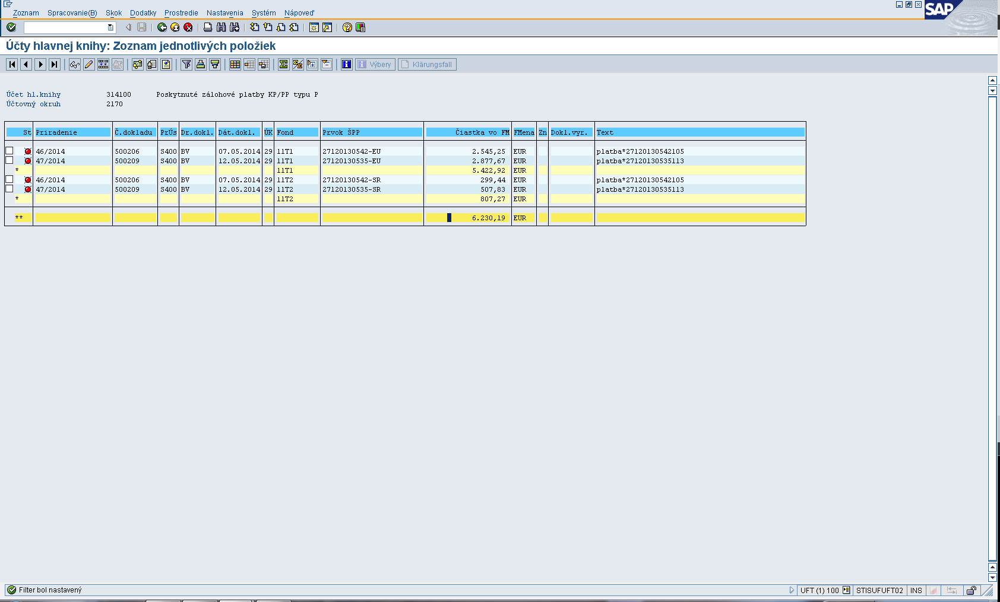 Zoznam Spracovanie(B) Skok Dodatky Prostredie Nastavenia Systém Nápoveď
SAP
Účty hlavnej knihy: Zoznam jednotlivých položiek
Výbery Klärungsfall
Účet hl.knihy 314100 Poskytnuté zálohové platby KP/PP typu P
Účtovný okruh 2170
St Priradenie Č.dokladu PrÚs Dr.dokl. Dát.dokl. ÚK Fond Prvok ŠPP Čiastka vo FM FMena Zn Dokl.vyr. Text
46/2014 500206 S400 BV 07.05.2014 29 11T1 27120130542-EU 2.545,25 EUR platba*27120130542105
47/2014 500209 S400 BV 12.05.2014 29 11T1 27120130535-EU 2.877,67 EUR platba*27120130535113
* 11T1 5.422,92 EUR
46/2014 500206 S400 BV 07.05.2014 29 11T2 27120130542-SR 299,44 EUR platba*27120130542105
47/2014 500209 S400 BV 12.05.2014 29 11T2 27120130535-SR 507,83 EUR platba*27120130535113
* 11T2 807,27 EUR
** 6.230,19 EUR
Filter bol nastavený UFT (1) 100 STISUFUFT02 INS